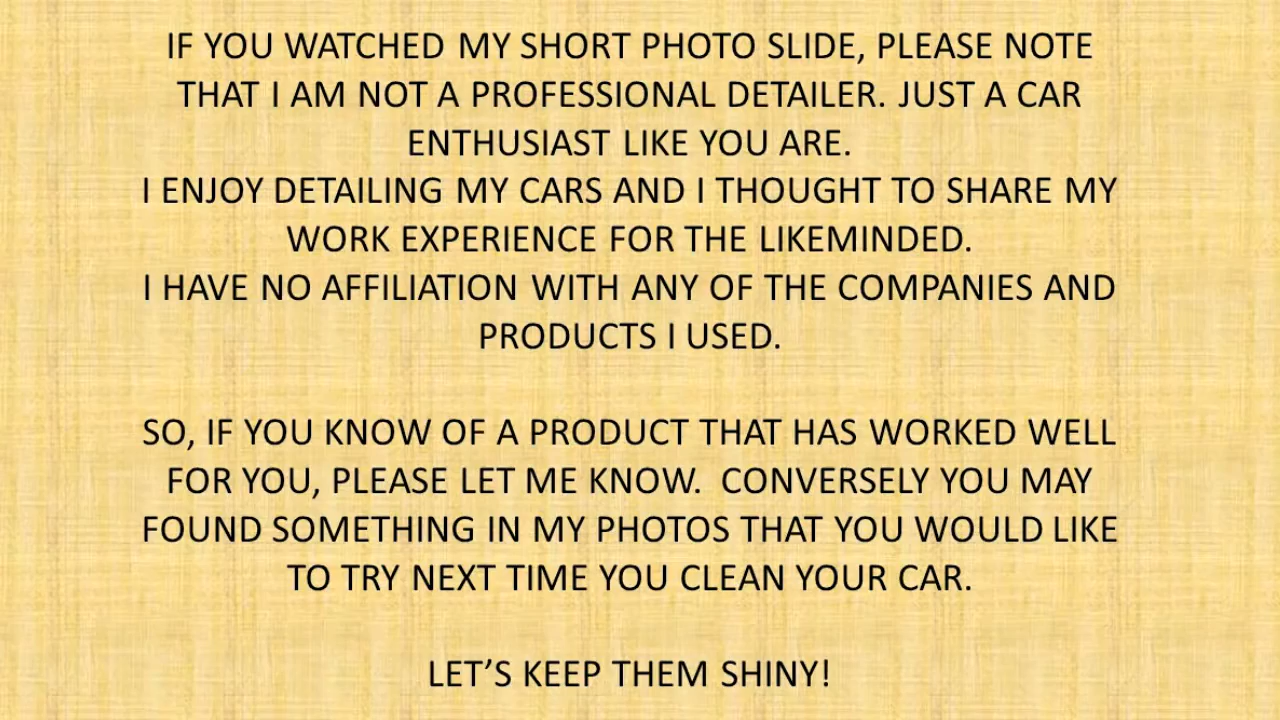 IF YOU WATCHED MY SHORT PHOTO SLIDE, PLEASE NOTE
THAT I AM NOT A PROFESSIONAL DETAILER. JUST A CAR
ENTHUSIAST LIKE YOU ARE.
I ENJOY DETAILING MY CARS AND I THOUGHT TO SHARE MY
WORK EXPERIENCE FOR THE LIKEMINDED.
I HAVE NO AFFILIATION WITH ANY OF THE COMPANIES AND
PRODUCTS I USED.
SO, IF YOU KNOW OF A PRODUCT THAT HAS WORKED WELL
FOR YOU, PLEASE LET ME KNOW. CONVERSELY YOU MAY
FOUND SOMETHING IN MY PHOTOS THAT YOU WOULD LIKE
TO TRY NEXT TIME YOU CLEAN YOUR CAR.
LET’S KEEP THEM SHINY!